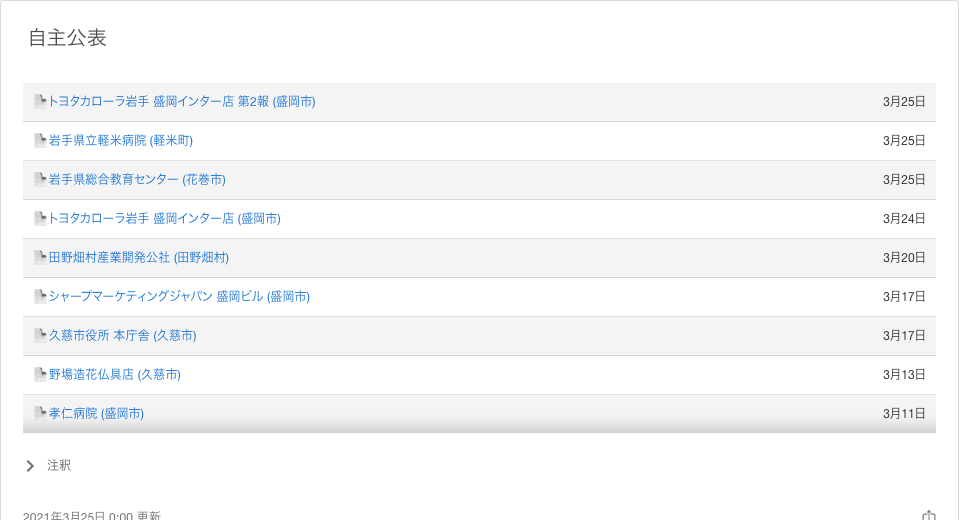 自主公表
トヨタカローラ岩手 盛岡インター店 第2報 (盛岡市) 3月25日
岩手県立軽米病院 (軽米町) 3月25日
岩手県総合教育センター (花巻市) 3月25日
トヨタカローラ岩手 盛岡インター店 (盛岡市) 3月24日
田野畑村産業開発公社 (田野畑村) 3月20日
シャープマーケティングジャパン 盛岡ビル (盛岡市) 3月17日
久慈市役所 本庁舎 (久慈市) 3月17日
野場造花仏具店 (久慈市) 3月13日
孝仁病院 (盛岡市) 3月11日
注釈
2021年3月25日 0:00 更新